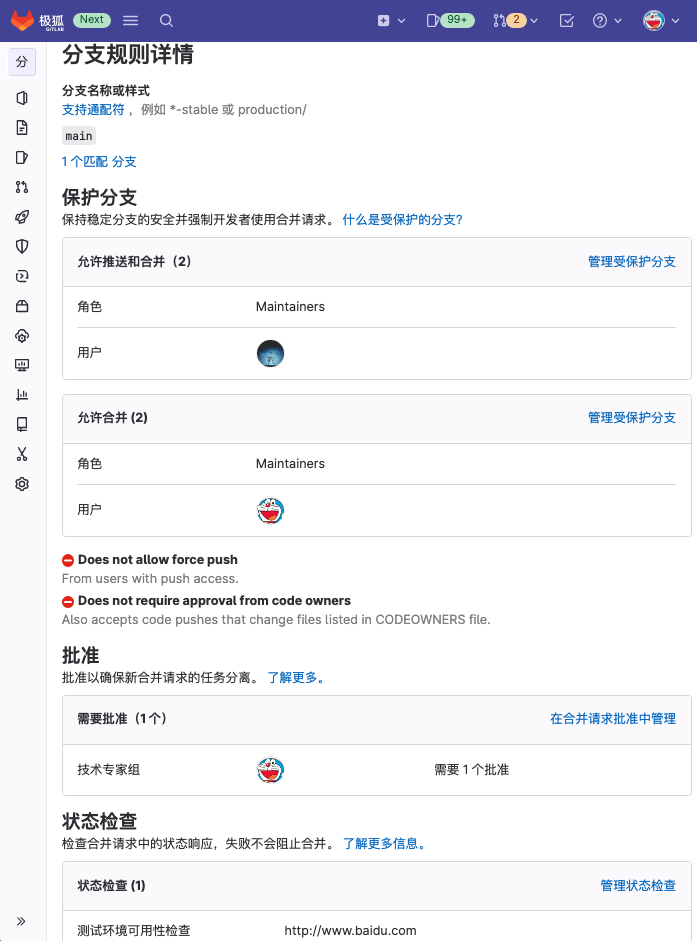 极狐
GITLAB
Next
99+
2
分
分支规则详情
分支名称或样式
支持通配符 ，例如 *-stable 或 production/
main
1 个匹配 分支
保护分支
保持稳定分支的安全并强制开发者使用合并请求。 什么是受保护的分支?
允许推送和合并（2）
管理受保护分支
角色
Maintainers
用户
允许合并 (2)
管理受保护分支
角色
Maintainers
用户
Does not allow force push
From users with push access.
Does not require approval from code owners
Also accepts code pushes that change files listed in CODEOWNERS file.
批准
批准以确保新合并请求的任务分离。 了解更多。
需要批准（1 个）
在合并请求批准中管理
技术专家组
需要 1 个批准
状态检查
检查合并请求中的状态响应，失败不会阻止合并。 了解更多信息。
状态检查 (1)
管理状态检查
测试环境可用性检查
http://www.baidu.com